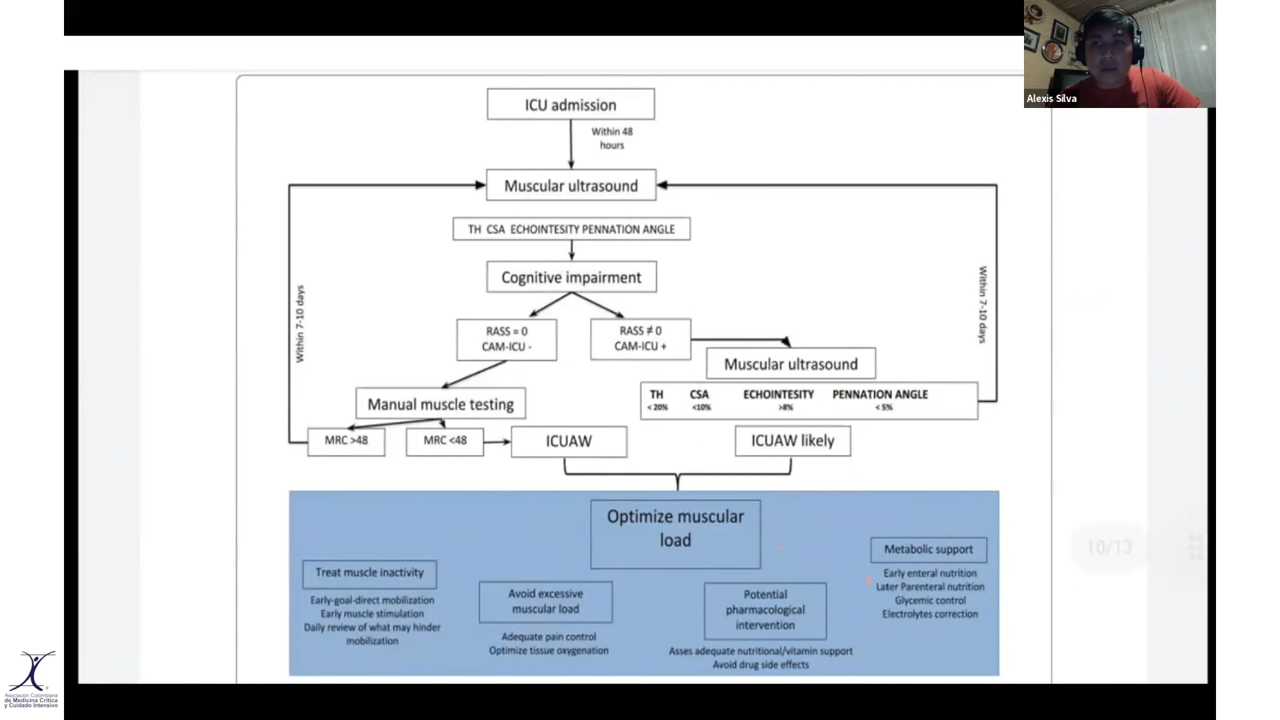 Alexis Silva
ICU admission
Within 48
hours
Muscular ultrasound
TH CSA ECHOINTESITY PENNATION ANGLE
Cognitive impairment
Within 7-10 days
Within 7-10 days
RASS = 0
CAM-ICU -
RASS ≠ 0
CAM-ICU +
Muscular ultrasound
TH CSA ECHOINTESITY PENNATION ANGLE
< 20% <10% >8% < 5%
Manual muscle testing
MRC >48
MRC <48
ICUAW
ICUAW likely
Optimize muscular
load
Treat muscle inactivity
Early-goal-direct mobilization
Early muscle stimulation
Daily review of what may hinder
mobilization
Avoid excessive
muscular load
Adequate pain control
Optimize tissue oxygenation
Potential
pharmacological
intervention
Asses adequate nutritional/vitamin support
Avoid drug side effects
Metabolic support
Early enteral nutrition
Later Parenteral nutrition
Glycemic control
Electrolytes correction
10/13
Asociación Colombiana
de Medicina Crítica
y Cuidado Intensivo